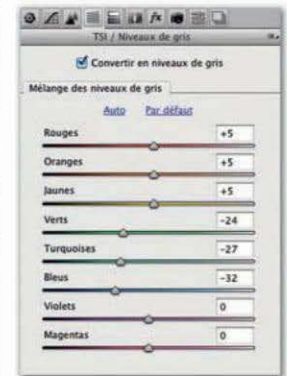 TSI / Niveaux de gris
Convertir en niveaux de gris
Mélange des niveaux de gris
Auto Par défaut
Rouges +5
Oranges +5
Jaunes +5
Verts -24
Turquoises -27
Bleus -32
Violets 0
Magentas 0